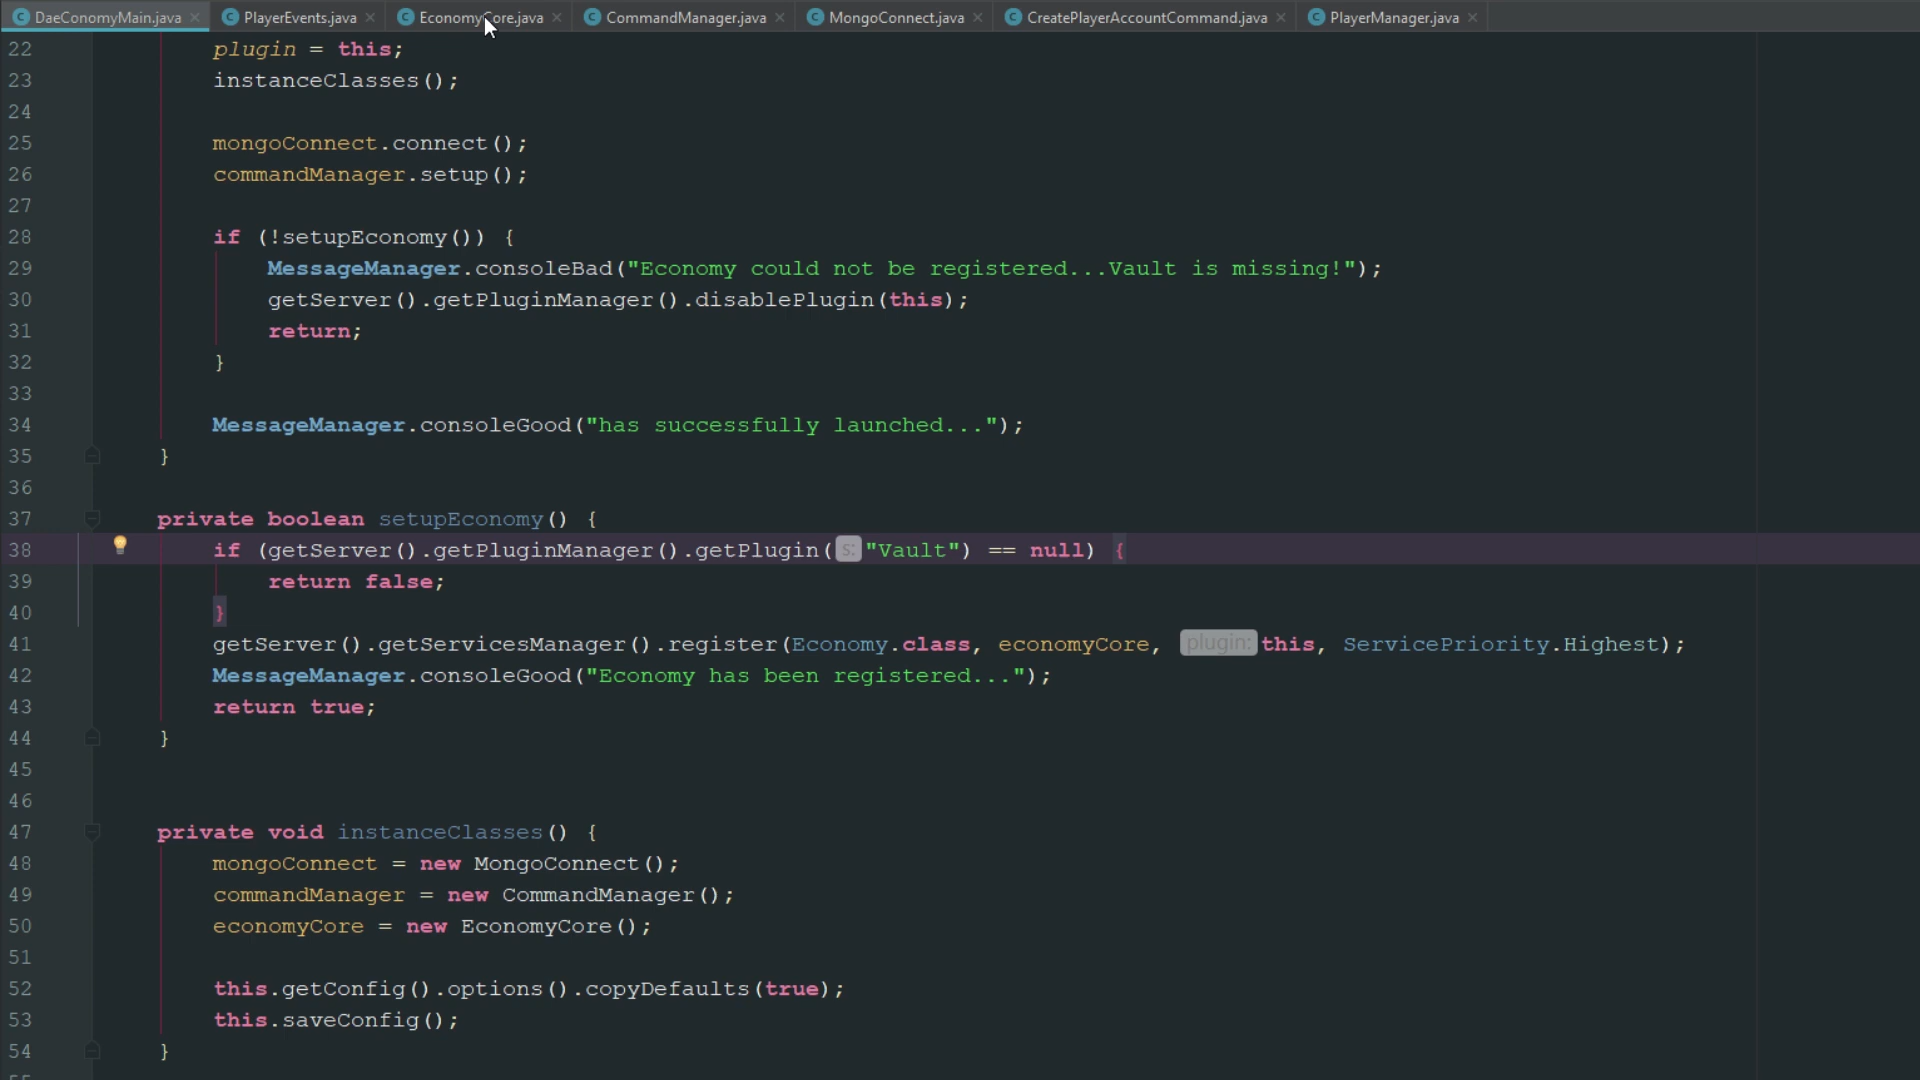 DaeConomyMain.java PlayerEvents.java EconomyCore.java CommandManager.java MongoConnect.java CreatePlayerAccountCommand.java PlayerManager.java
22 plugin = this;
23 instanceClasses();
24
25 mongoConnect.connect();
26 commandManager.setup();
27
28 if (!setupEconomy()) {
29 MessageManager.consoleBad("Economy could not be registered...Vault is missing!");
30 getServer().getPluginManager().disablePlugin(this);
31 return;
32 }
33
34 MessageManager.consoleGood("has successfully launched...");
35 }
36
37 private boolean setupEconomy() {
38 if (getServer().getPluginManager().getPlugin( s: "Vault") == null) {
39 return false;
40 }
41 getServer().getServicesManager().register(Economy.class, economyCore, plugin: this, ServicePriority.Highest);
42 MessageManager.consoleGood("Economy has been registered...");
43 return true;
44 }
45
46
47 private void instanceClasses() {
48 mongoConnect = new MongoConnect();
49 commandManager = new CommandManager();
50 economyCore = new EconomyCore();
51
52 this.getConfig().options().copyDefaults(true);
53 this.saveConfig();
54 }